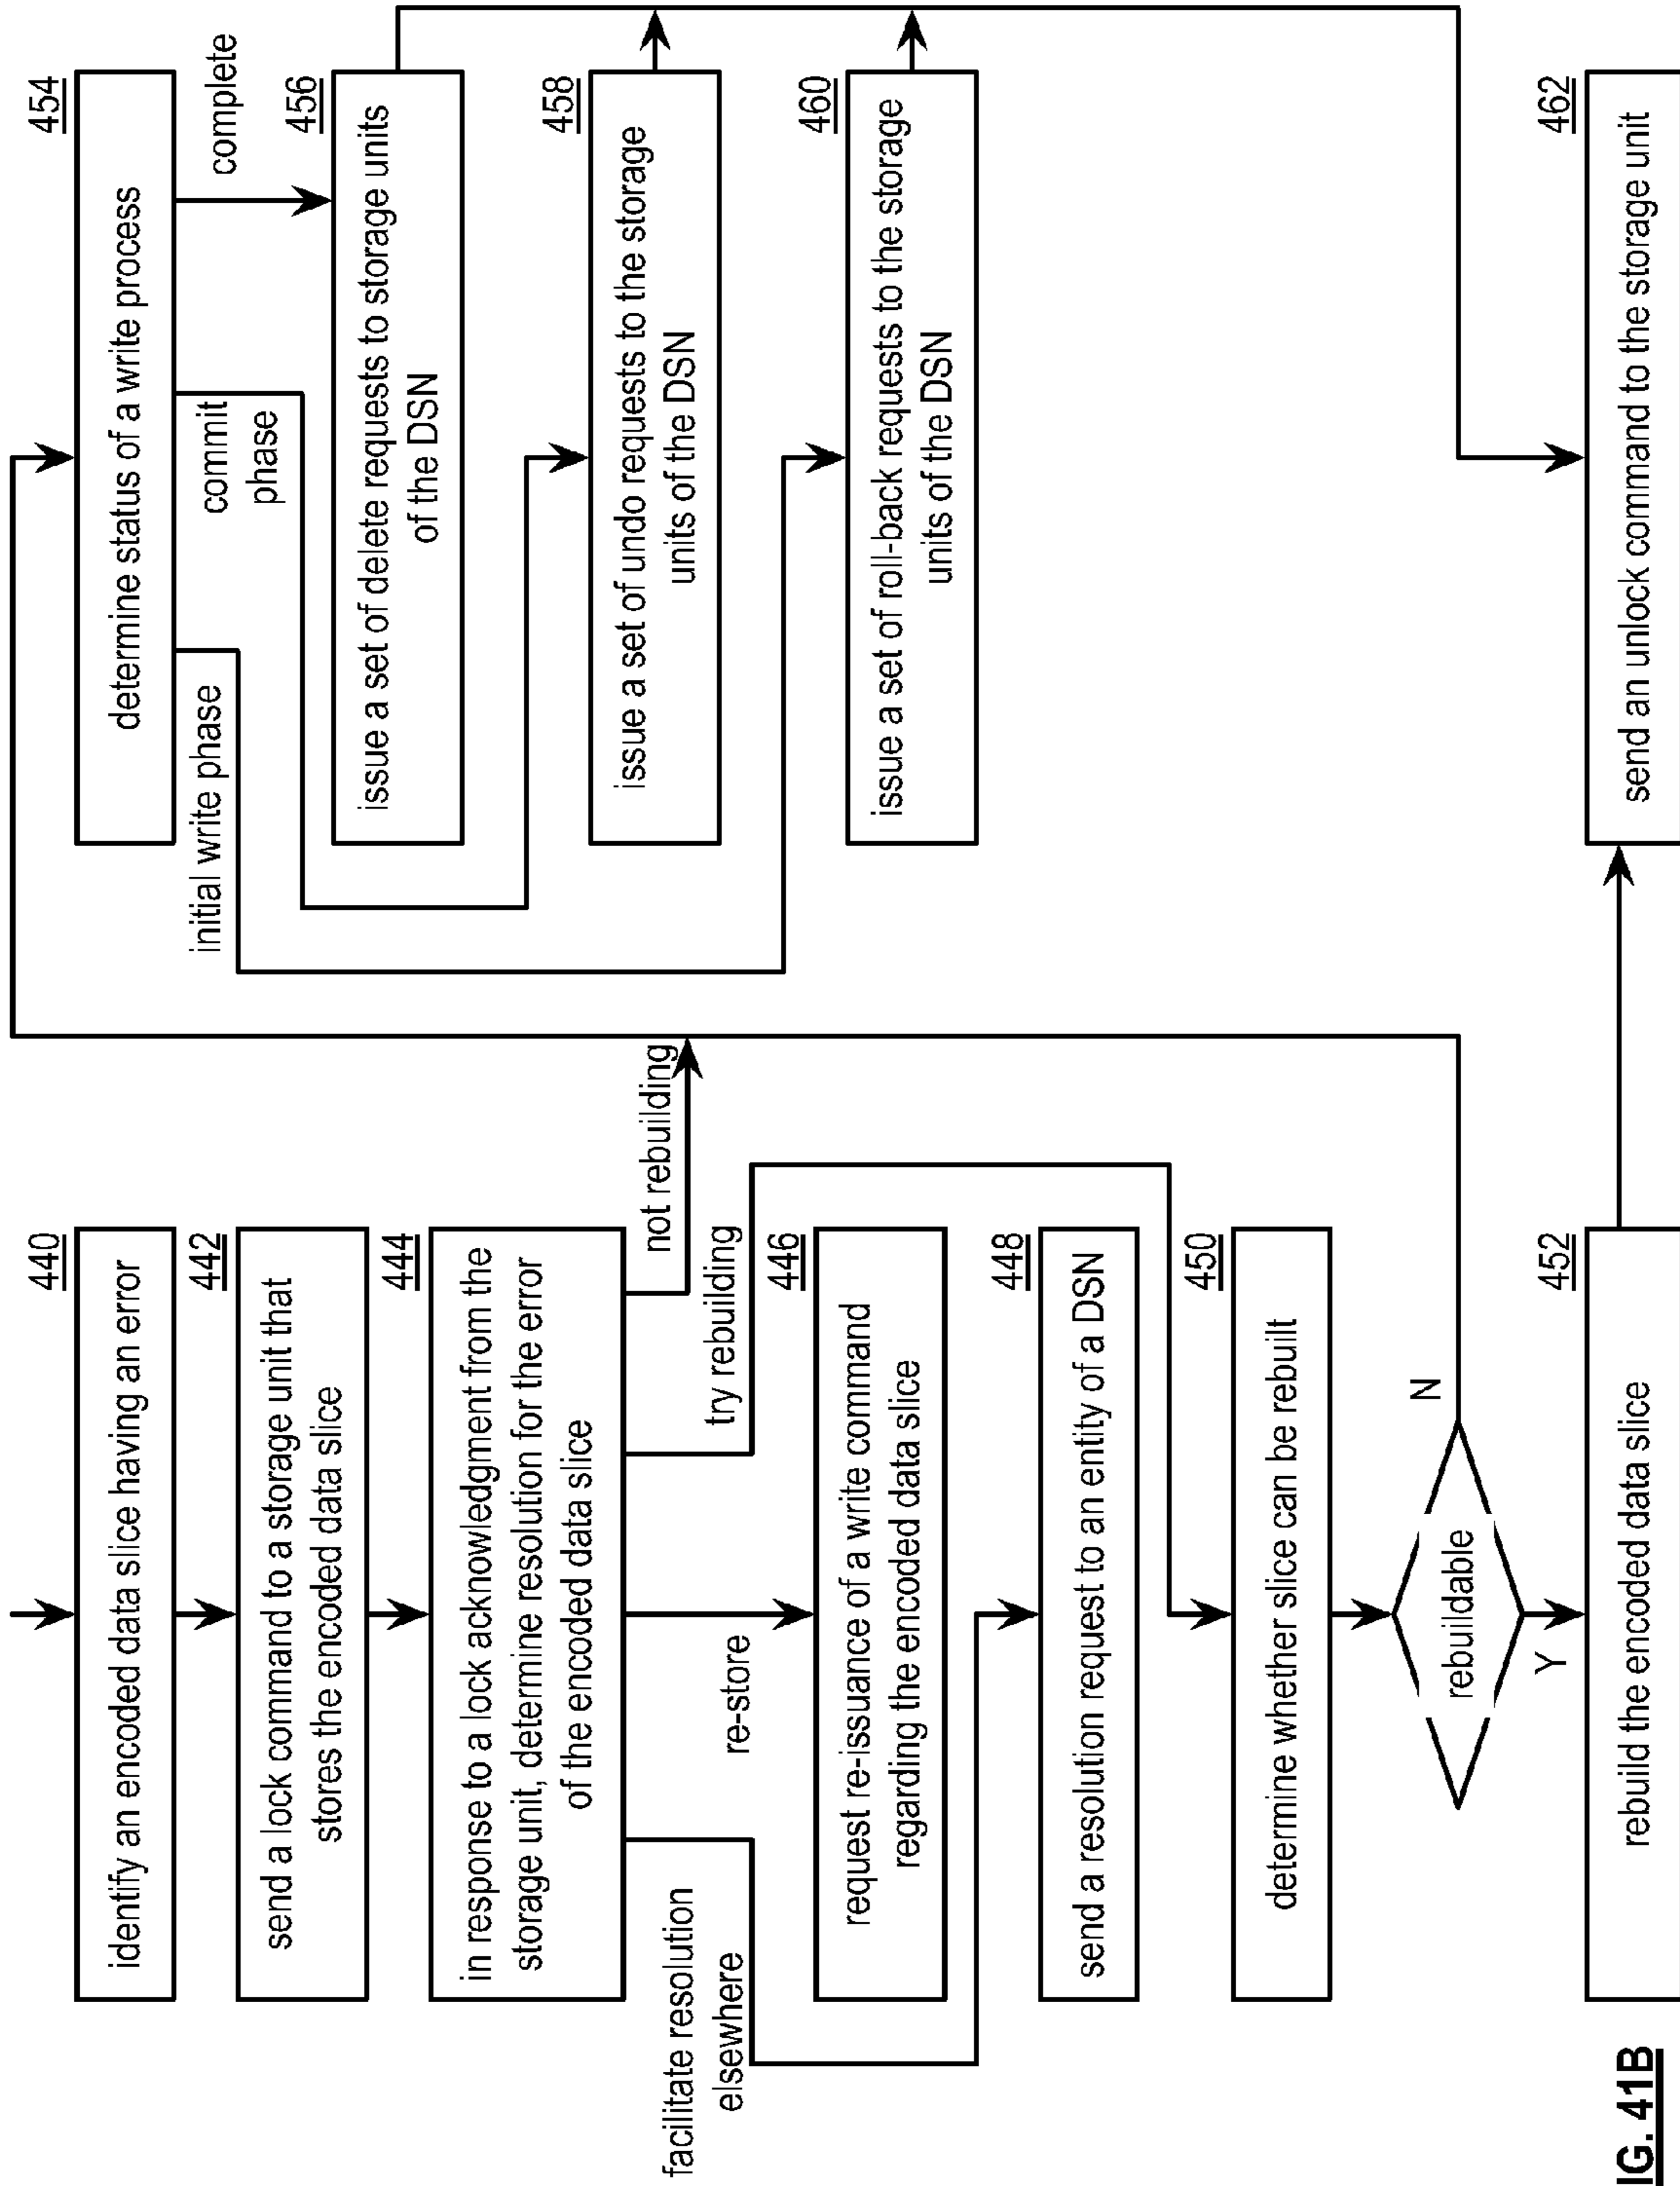 440
identify an encoded data slice having an error
442
send a lock command to a storage unit that
stores the encoded data slice
444
in response to a lock acknowledgment from the
storage unit, determine resolution for the error
of the encoded data slice
facilitate resolution
elsewhere
re-store
try rebuilding
not rebuilding
446
request re-issuance of a write command
regarding the encoded data slice
448
send a resolution request to an entity of a DSN
450
determine whether slice can be rebuilt
rebuildable
N
Y
452
rebuild the encoded data slice
454
determine status of a write process
initial write phase
commit
phase
complete
456
issue a set of delete requests to storage units
of the DSN
458
issue a set of undo requests to the storage
units of the DSN
460
issue a set of roll-back requests to the storage
units of the DSN
462
send an unlock command to the storage unit
IG. 41B